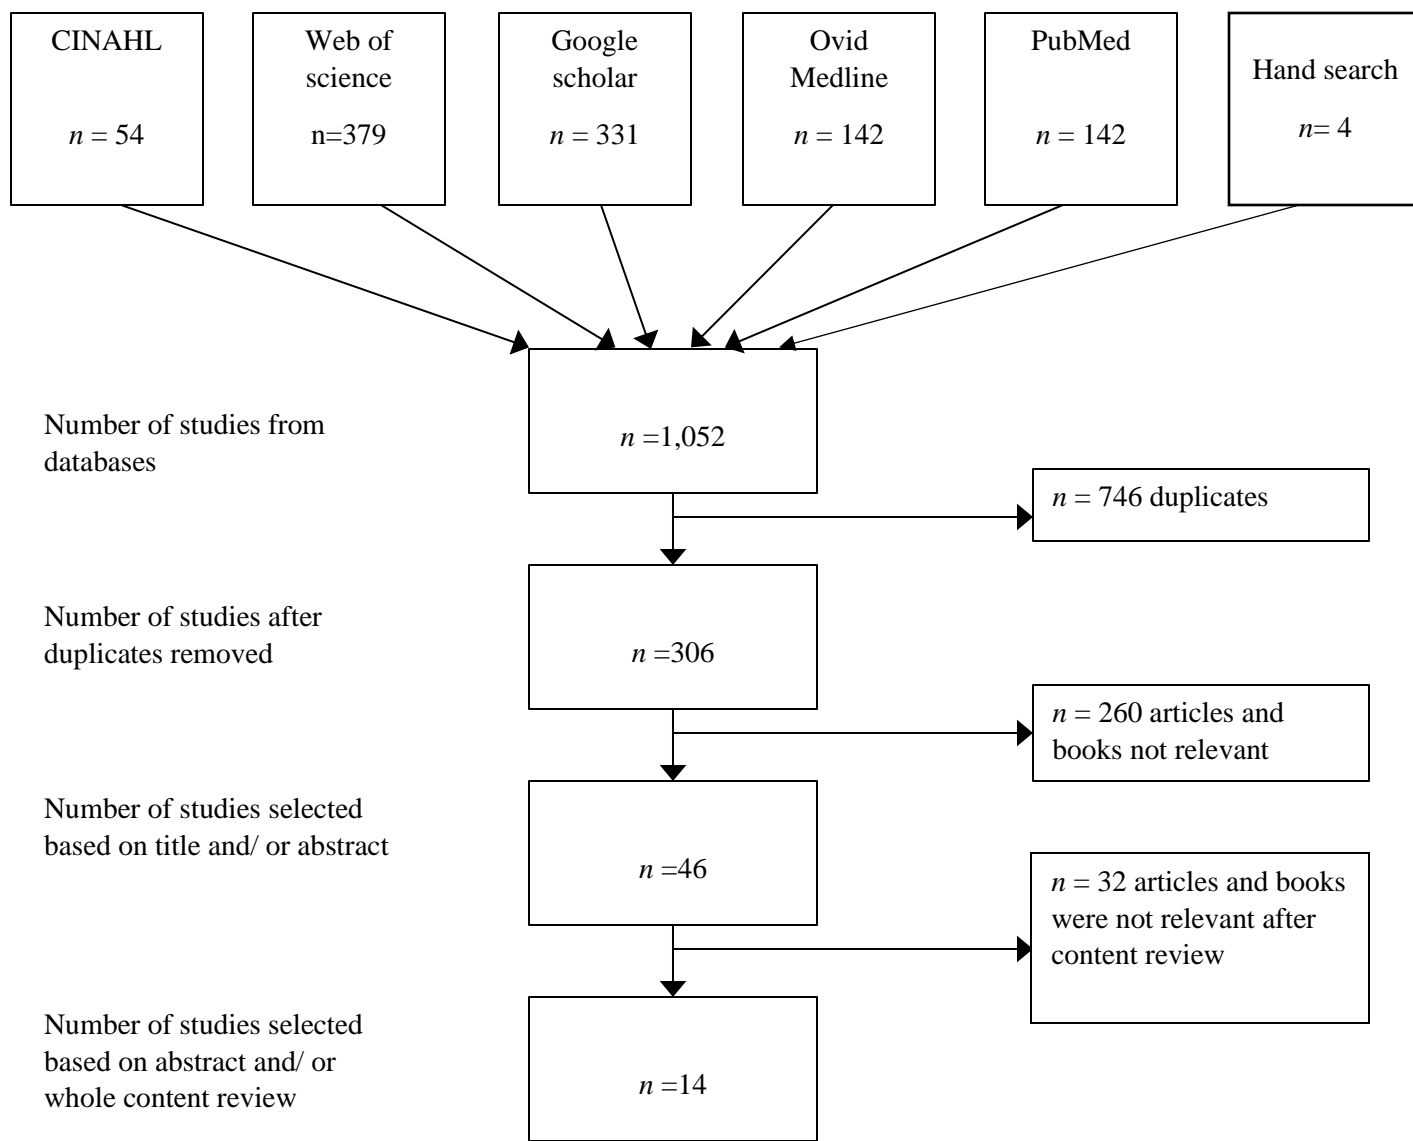 CINAHL
n = 54
Web of
science
n=379
Google
scholar
n = 331
Ovid
Medline
n = 142
PubMed
n = 142
Hand search
n= 4
Number of studies from
databases
n =1,052
n = 746 duplicates
Number of studies after
duplicates removed
n =306
n = 260 articles and
books not relevant
Number of studies selected
based on title and/ or abstract
n =46
n = 32 articles and books
were not relevant after
content review
Number of studies selected
based on abstract and/ or
whole content review
n =14